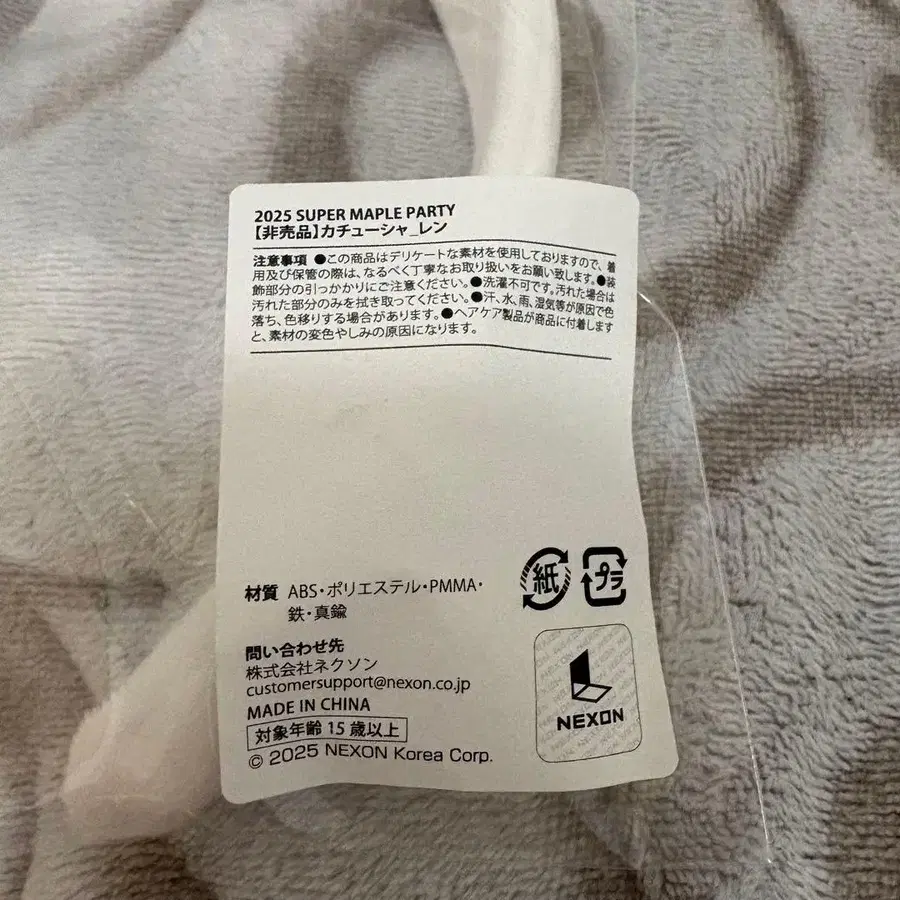 2025 SUPER MAPLE PARTY
【非売品】カチューシャ_レン
注意事項 ●この商品はデリケートな素材を使用しておりますので、着
用及び保管の際は、なるべく丁寧なお取り扱いをお願い致します。●装
飾部分の引っかかりにご注意ください。●洗濯不可です。汚れた場合は
汚れた部分のみを拭き取ってください。●汗、水、雨、湿気等が原因で色
落ち、色移りする場合があります。●ヘアケア製品が商品に付着します
と、素材の変色やしみの原因になります。
紙 プラ
材質 ABS・ポリエステル・PMMA・
鉄・真鍮
問い合わせ先
株式会社ネクソン
customersupport@nexon.co.jp
MADE IN CHINA
対象年齢 15 歳以上
© 2025 NEXON Korea Corp.
NEXON